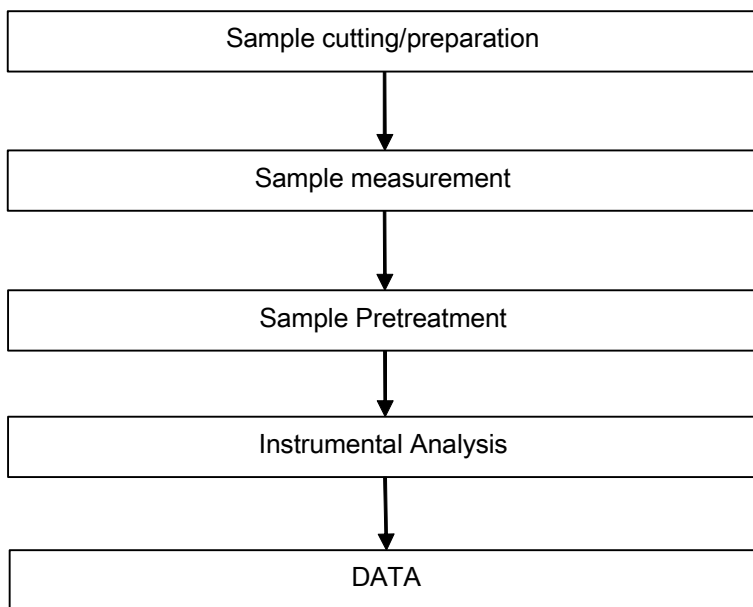 Sample cutting/preparation
Sample measurement
Sample Pretreatment
Instrumental Analysis
DATA